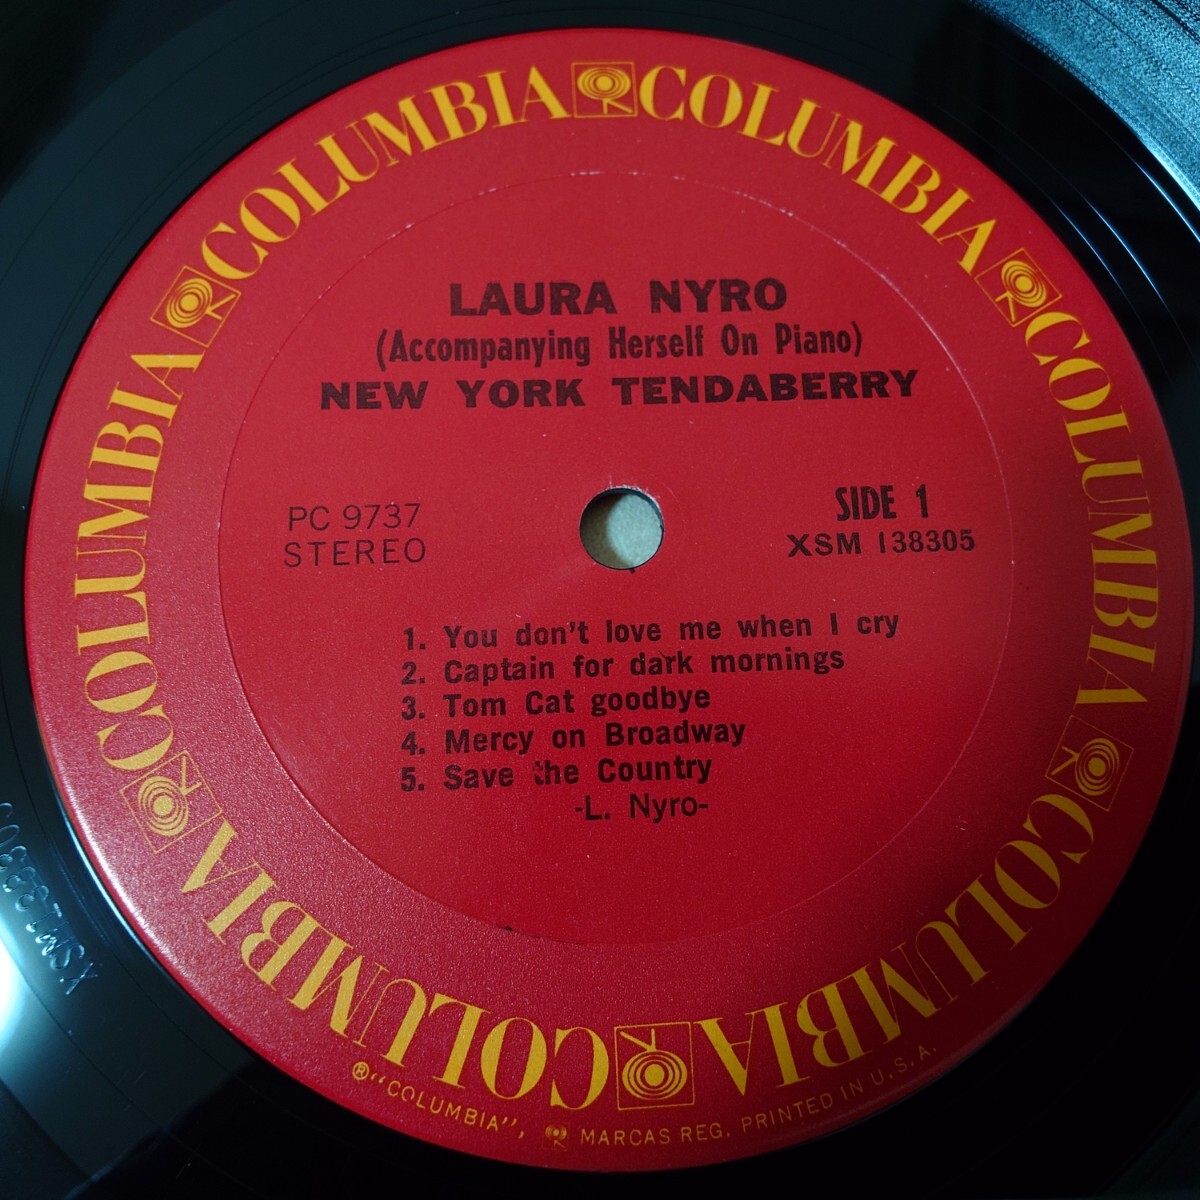 COLUMBIA COLUMBIA COLUMBIA COLUMBIA COLUMBIA COLUMBIA
LAURA NYRO
(Accompanying Herself On Piano)
NEW YORK TENDABERRY
PC 9737
STEREO
SIDE 1
XSM 138305
1. You don't love me when I cry
2. Captain for dark mornings
3. Tom Cat goodbye
4. Mercy on Broadway
5. Save the Country
-L. Nyro-
® "COLUMBIA", MARCAS REG. PRINTED IN U.S.A.